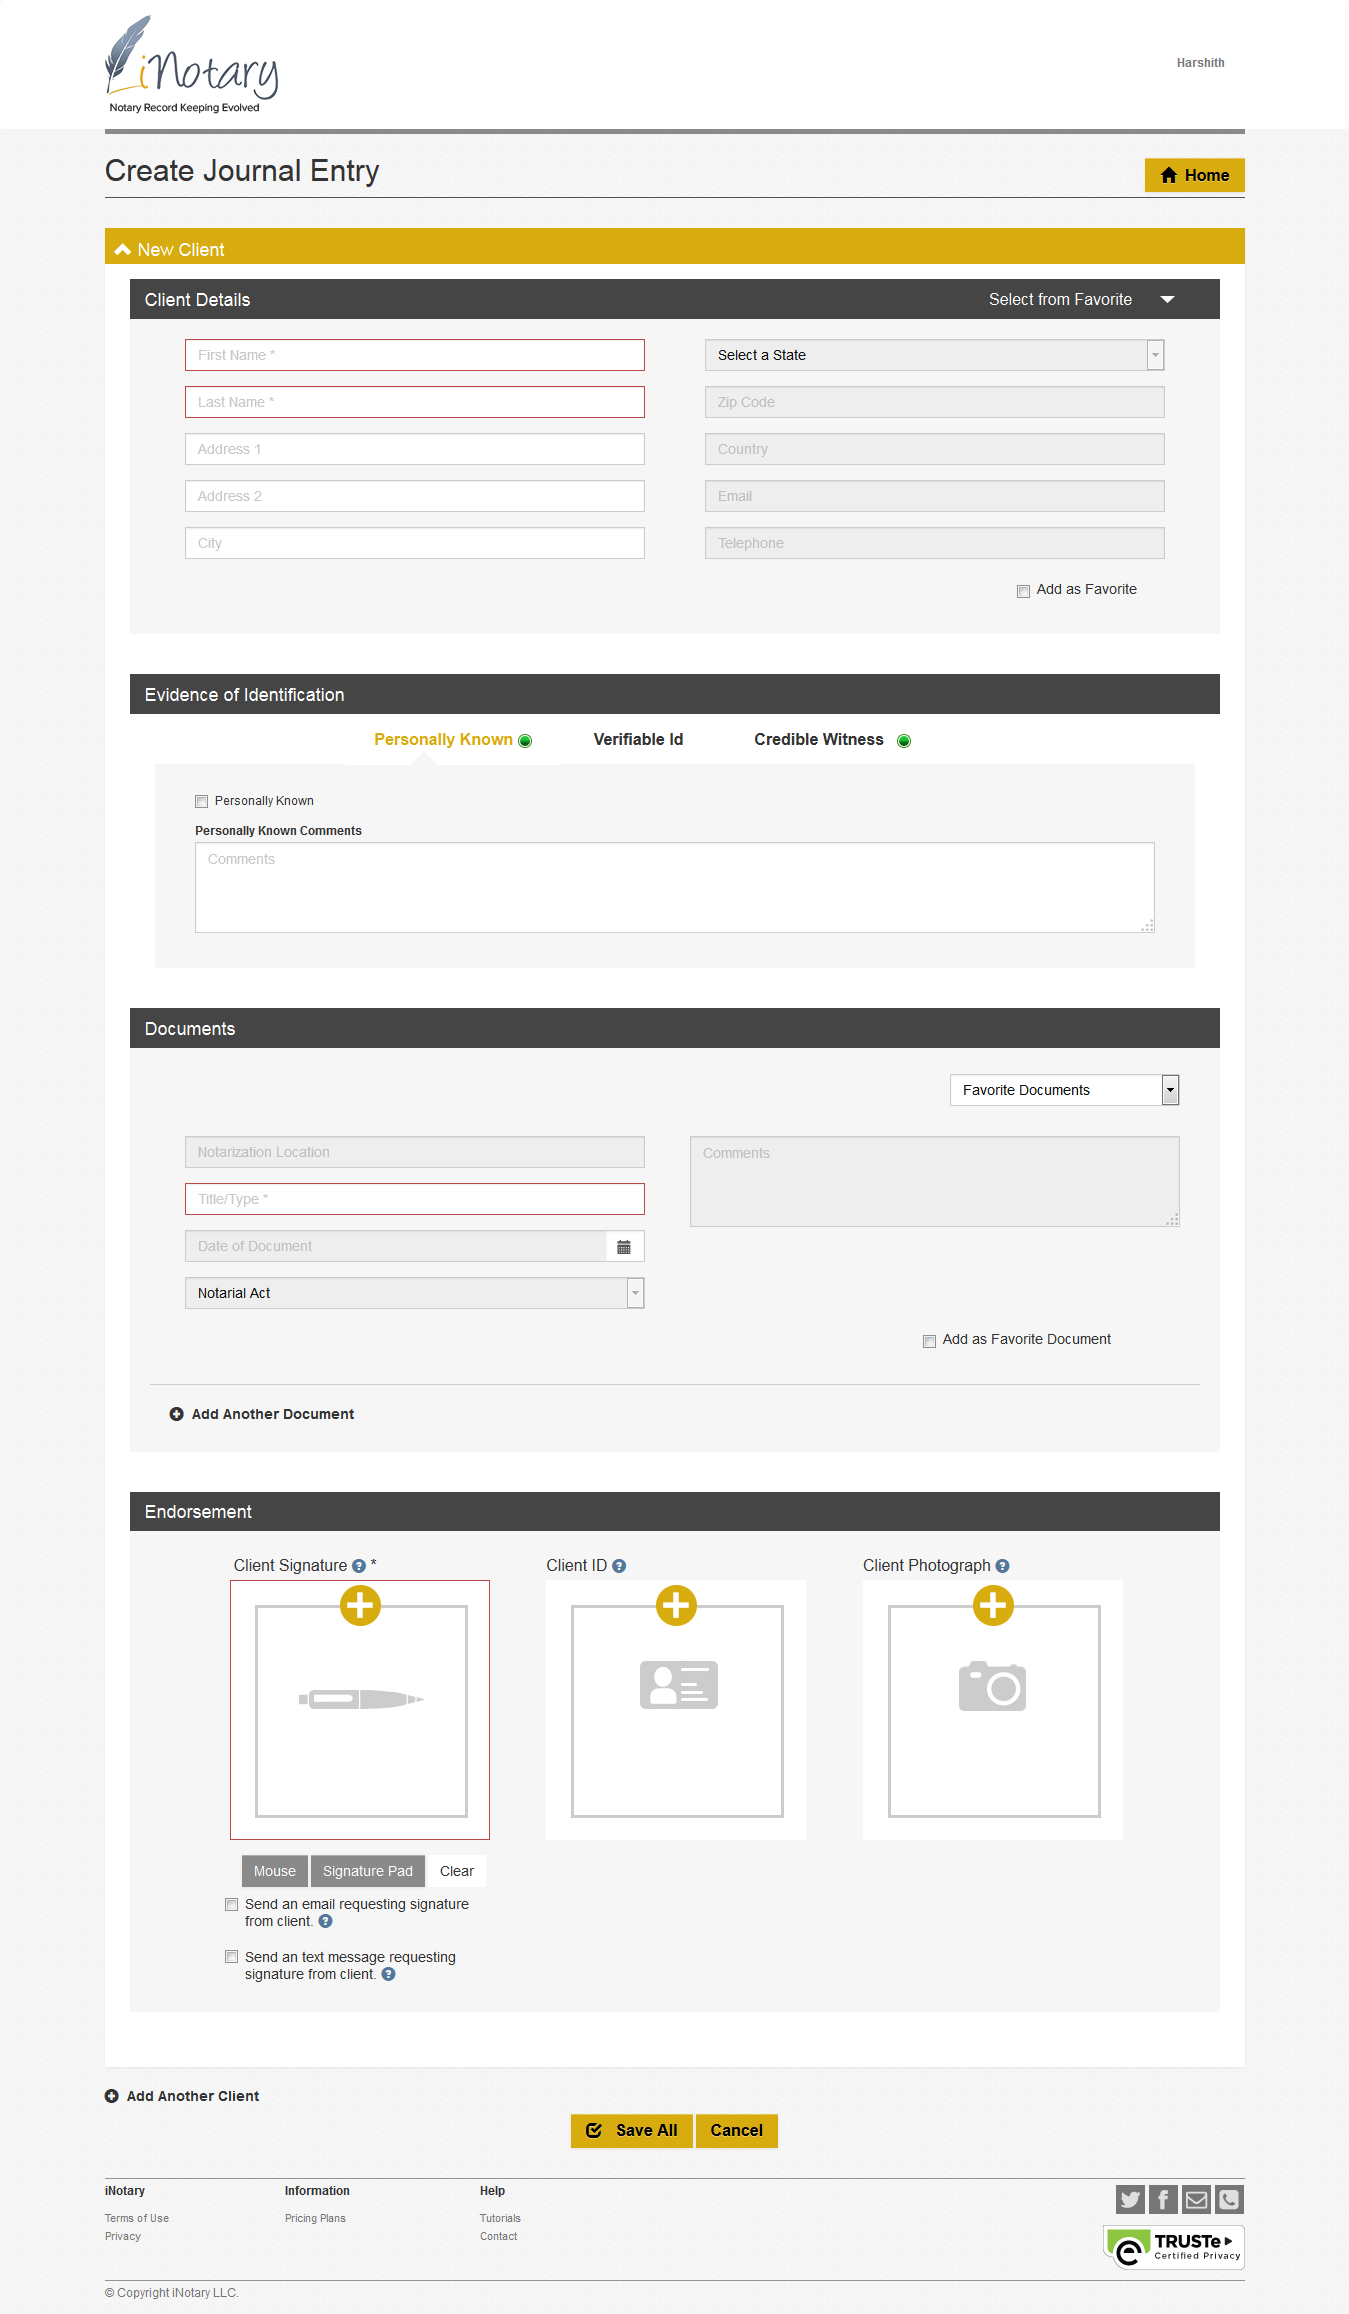 iNotary
Notary Record Keeping Evolved
Harshith
Create Journal Entry
Home
New Client
Client Details
Select from Favorite
First Name *
Select a State
Last Name *
Zip Code
Address 1
Country
Address 2
Email
City
Telephone
Add as Favorite
Evidence of Identification
Personally Known
Verifiable Id
Credible Witness
Personally Known
Personally Known Comments
Comments
Documents
Favorite Documents
Notarization Location
Comments
Title/Type *
Date of Document
Notarial Act
Add as Favorite Document
Add Another Document
Endorsement
Client Signature ? *
Client ID ?
Client Photograph ?
Mouse
Signature Pad
Clear
Send an email requesting signature
from client. ?
Send an text message requesting
signature from client. ?
Add Another Client
Save All
Cancel
iNotary
Information
Help
Terms of Use
Pricing Plans
Tutorials
Privacy
Contact
TRUSTe
Certified Privacy
© Copyright iNotary LLC.